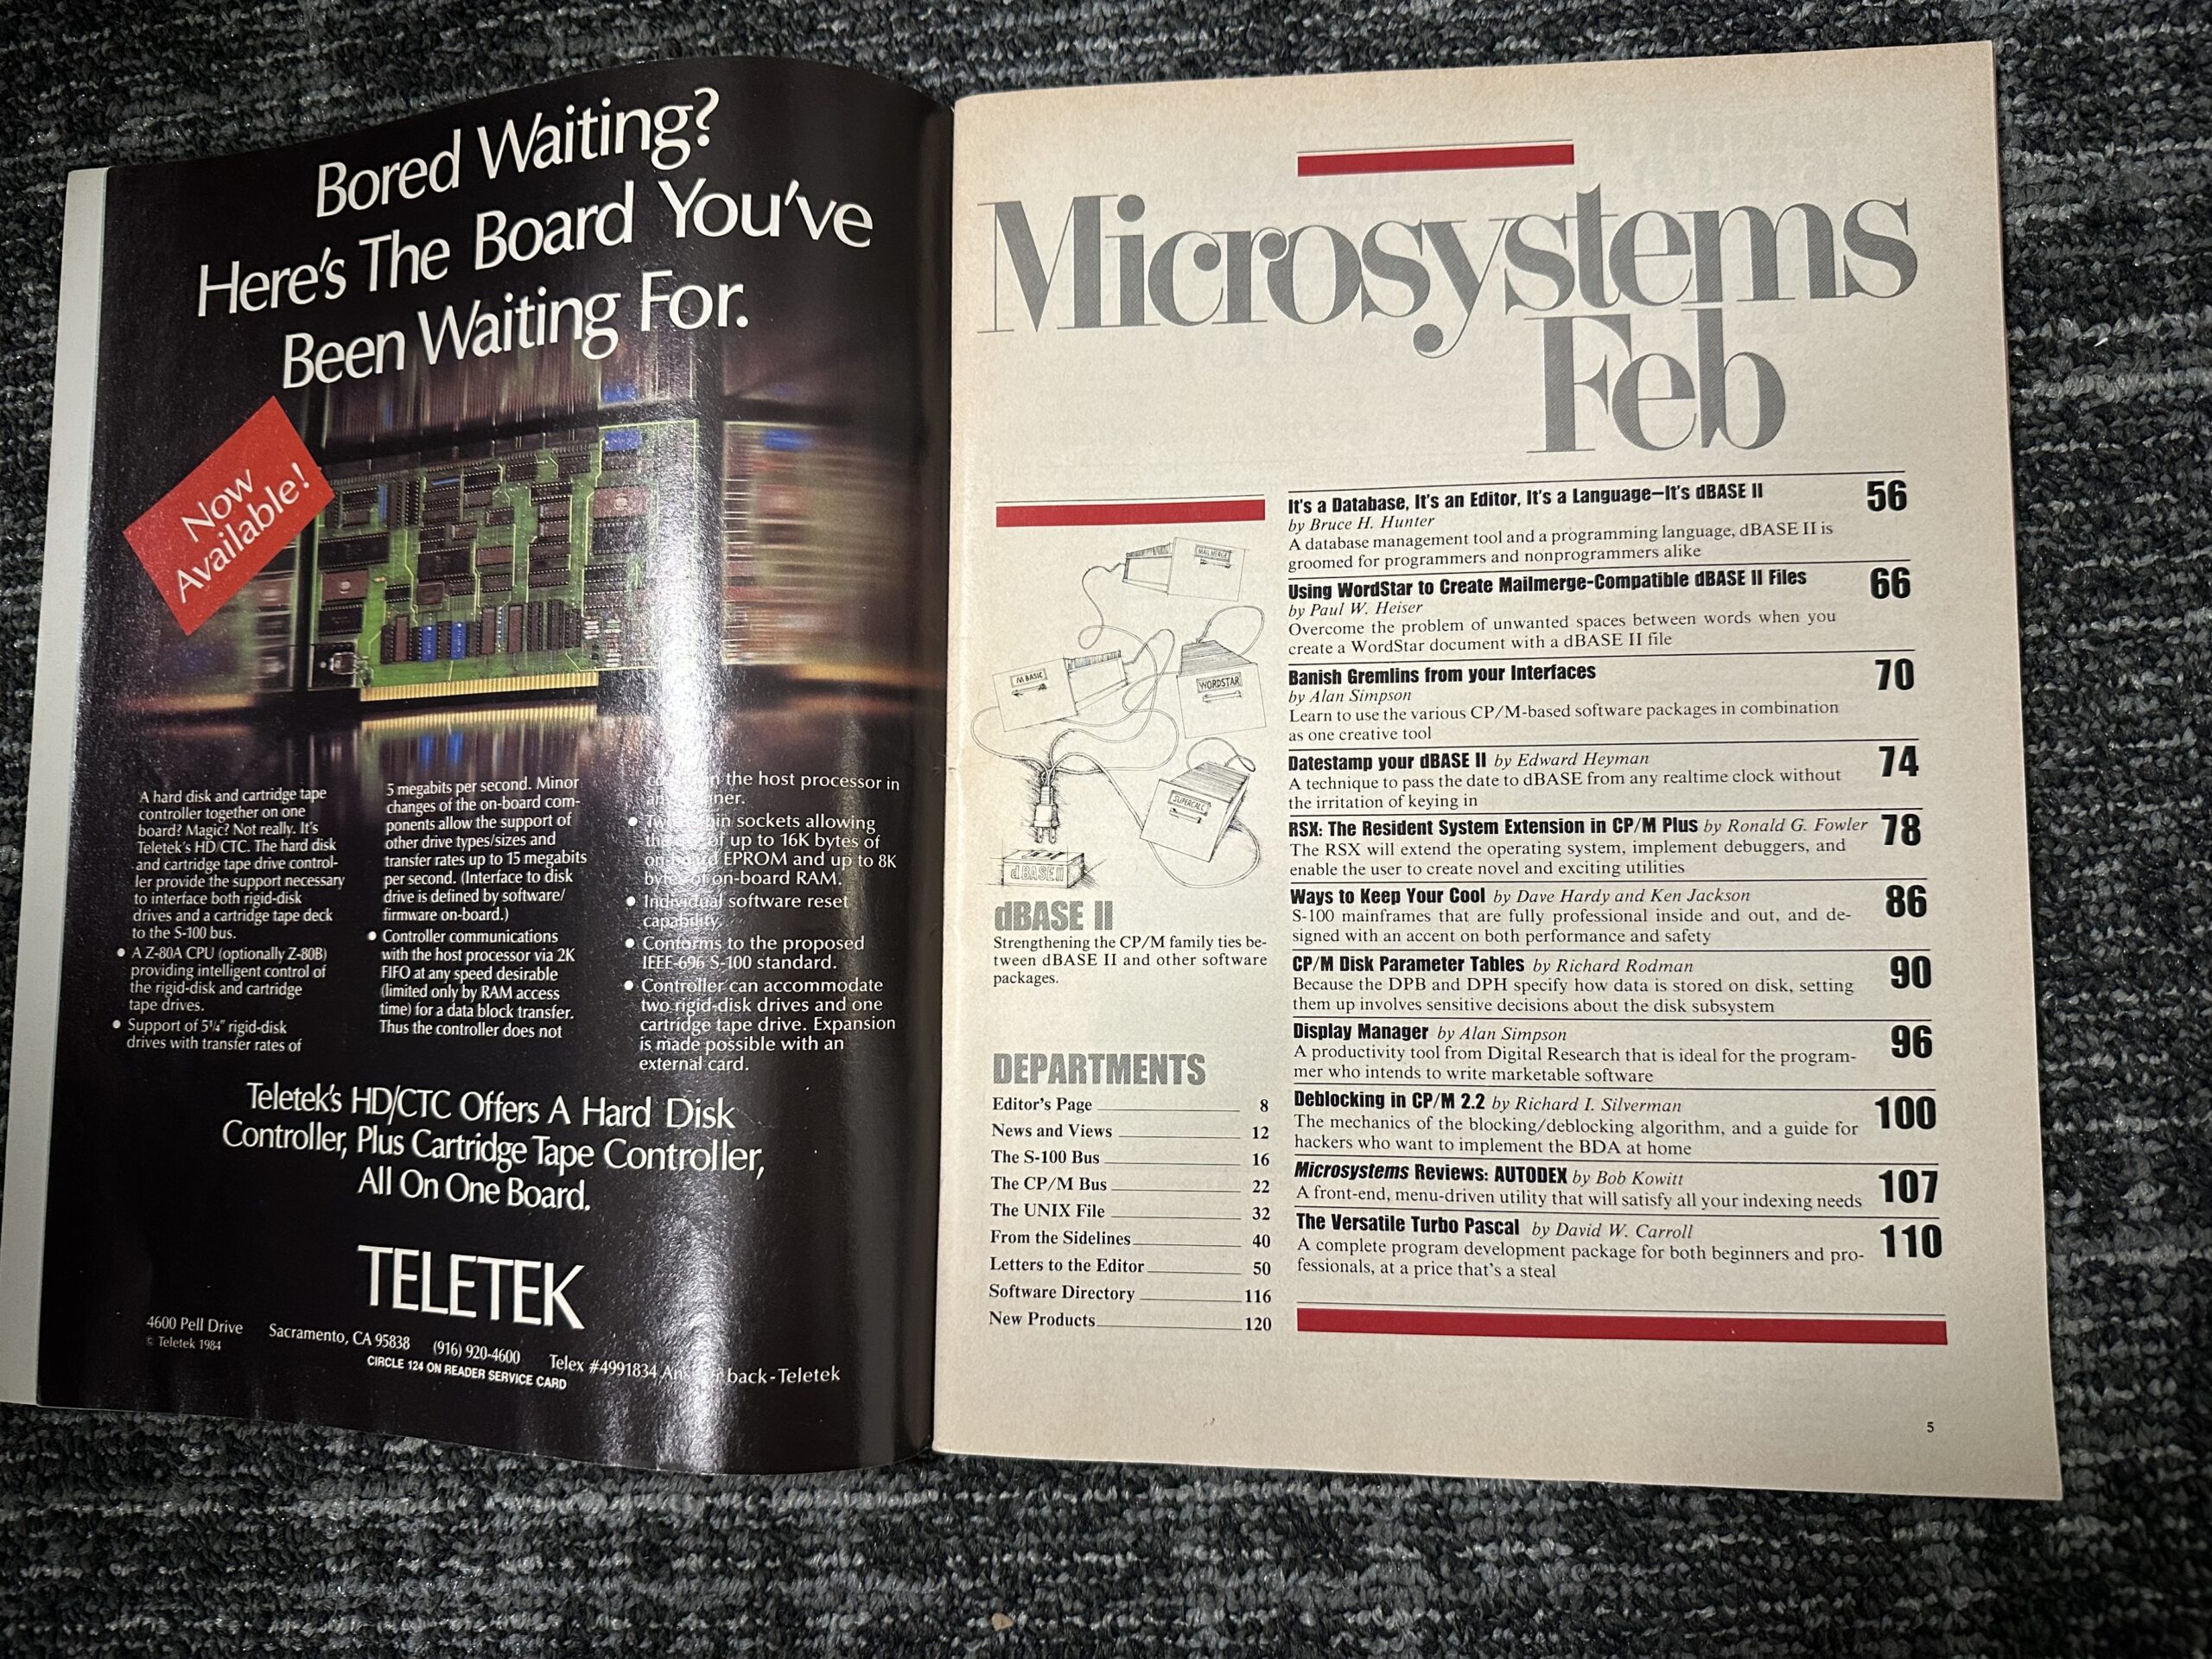 Bored Waiting?
Here's The Board You've
Been Waiting For.
Now
Available!
A hard disk and cartridge tape
controller together on one
board? Magic? Not really. It's
Teletek's HD/CTC. The hard disk
and cartridge tape drive control-
ler provide the support necessary
to interface both rigid-disk
drives and a cartridge tape deck
to the S-100 bus.
• A Z-80A CPU (optionally Z-80B)
providing intelligent control of
the rigid-disk and cartridge
tape drives.
• Support of 5¼" rigid-disk
drives with transfer rates of
5 megabits per second. Minor
changes of the on-board com-
ponents allow the support of
other drive types/sizes and
transfer rates up to 15 megabits
per second. (Interface to disk
drive is defined by software/
firmware on-board.)
• Controller communications
with the host processor via 2K
FIFO at any speed desirable
(limited only by RAM access
time) for a data block transfer.
Thus the controller does not
the host processor in
• sockets allowing
of up to 16K bytes of
on-board EPROM and up to 8K
bytes of on-board RAM.
• Individual software reset
capability.
• Conforms to the proposed
IEEE-696 S-100 standard.
• Controller can accommodate
two rigid-disk drives and one
cartridge tape drive. Expansion
is made possible with an
external card.
Teletek's HD/CTC Offers A Hard Disk
Controller, Plus Cartridge Tape Controller,
All On One Board.
TELETEK
4600 Pell Drive Sacramento, CA 95838 (916) 920-4600 Telex #4991834 back-Teletek
© Teletek 1984
CIRCLE 124 ON READER SERVICE CARD
Microsystems
Feb
MAILMERGE
M BASIC
WORDSTAR
SUPERCALC
dBASE II
dBASE II
Strengthening the CP/M family ties be-
tween dBASE II and other software
packages.
DEPARTMENTS
Editor's Page 8
News and Views 12
The S-100 Bus 16
The CP/M Bus 22
The UNIX File 32
From the Sidelines 40
Letters to the Editor 50
Software Directory 116
New Products 120
It's a Database, It's an Editor, It's a Language—It's dBASE II 56
by Bruce H. Hunter
A database management tool and a programming language, dBASE II is
groomed for programmers and nonprogrammers alike
Using WordStar to Create Mailmerge-Compatible dBASE II Files 66
by Paul W. Heiser
Overcome the problem of unwanted spaces between words when you
create a WordStar document with a dBASE II file
Banish Gremlins from your Interfaces 70
by Alan Simpson
Learn to use the various CP/M-based software packages in combination
as one creative tool
Datestamp your dBASE II by Edward Heyman 74
A technique to pass the date to dBASE from any realtime clock without
the irritation of keying in
RSX: The Resident System Extension in CP/M Plus by Ronald G. Fowler 78
The RSX will extend the operating system, implement debuggers, and
enable the user to create novel and exciting utilities
Ways to Keep Your Cool by Dave Hardy and Ken Jackson 86
S-100 mainframes that are fully professional inside and out, and de-
signed with an accent on both performance and safety
CP/M Disk Parameter Tables by Richard Rodman 90
Because the DPB and DPH specify how data is stored on disk, setting
them up involves sensitive decisions about the disk subsystem
Display Manager by Alan Simpson 96
A productivity tool from Digital Research that is ideal for the program-
mer who intends to write marketable software
Deblocking in CP/M 2.2 by Richard I. Silverman 100
The mechanics of the blocking/deblocking algorithm, and a guide for
hackers who want to implement the BDA at home
Microsystems Reviews: AUTODEX by Bob Kowitt 107
A front-end, menu-driven utility that will satisfy all your indexing needs
The Versatile Turbo Pascal by David W. Carroll 110
A complete program development package for both beginners and pro-
fessionals, at a price that's a steal
5